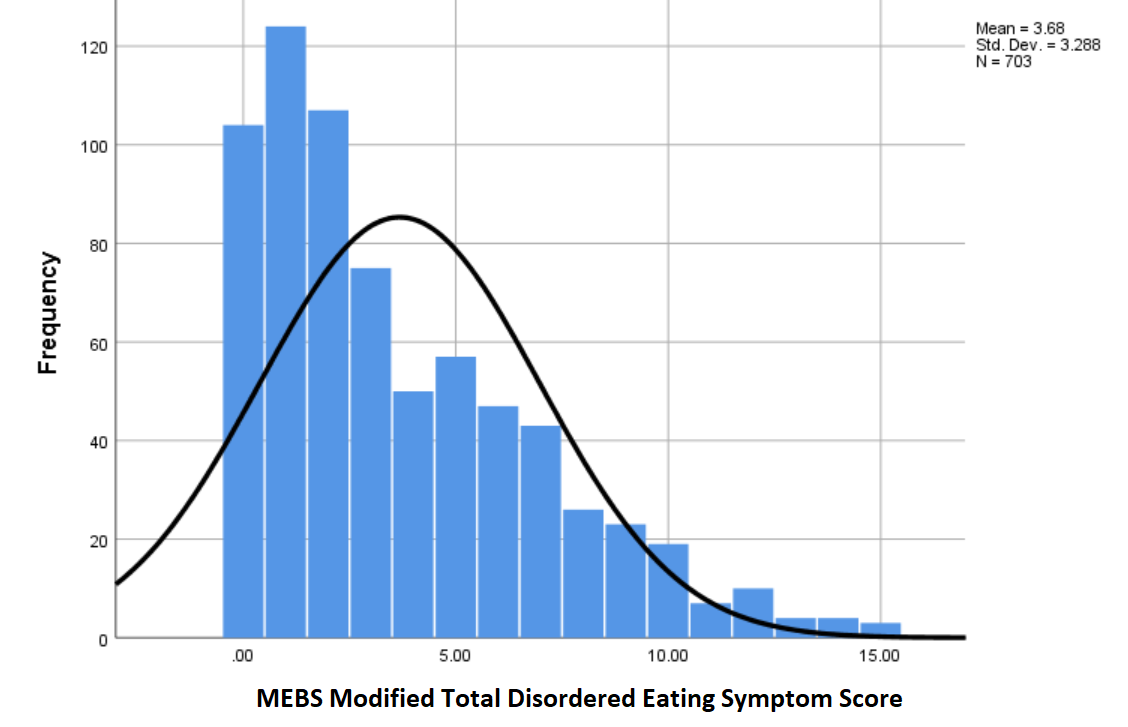 Mean = 3.68
Std. Dev. = 3.288
N = 703
120
100
80
60
40
20
0
Frequency
.00 5.00 10.00 15.00
MEBS Modified Total Disordered Eating Symptom Score